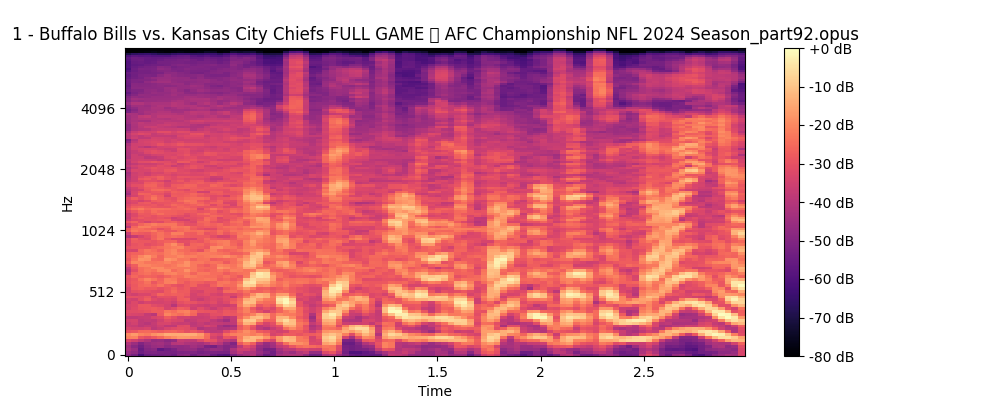 1 - Buffalo Bills vs. Kansas City Chiefs FULL GAME ▯ AFC Championship NFL 2024 Season_part92.opus
+0 dB
-10 dB
-20 dB
-30 dB
-40 dB
-50 dB
-60 dB
-70 dB
-80 dB
4096
2048
1024
512
0
Hz
0
0.5
1
1.5
2
2.5
Time